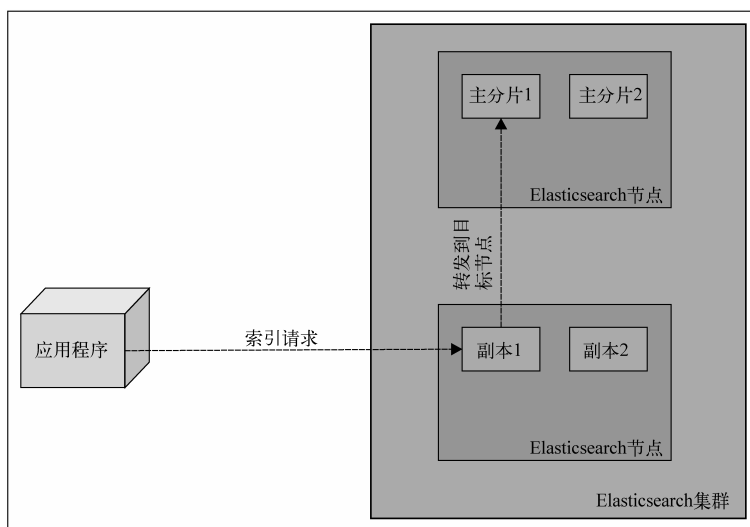 主分片1
主分片2
Elasticsearch节点
转发到目
标节点
应用程序
索引请求
副本1
副本2
Elasticsearch节点
Elasticsearch集群